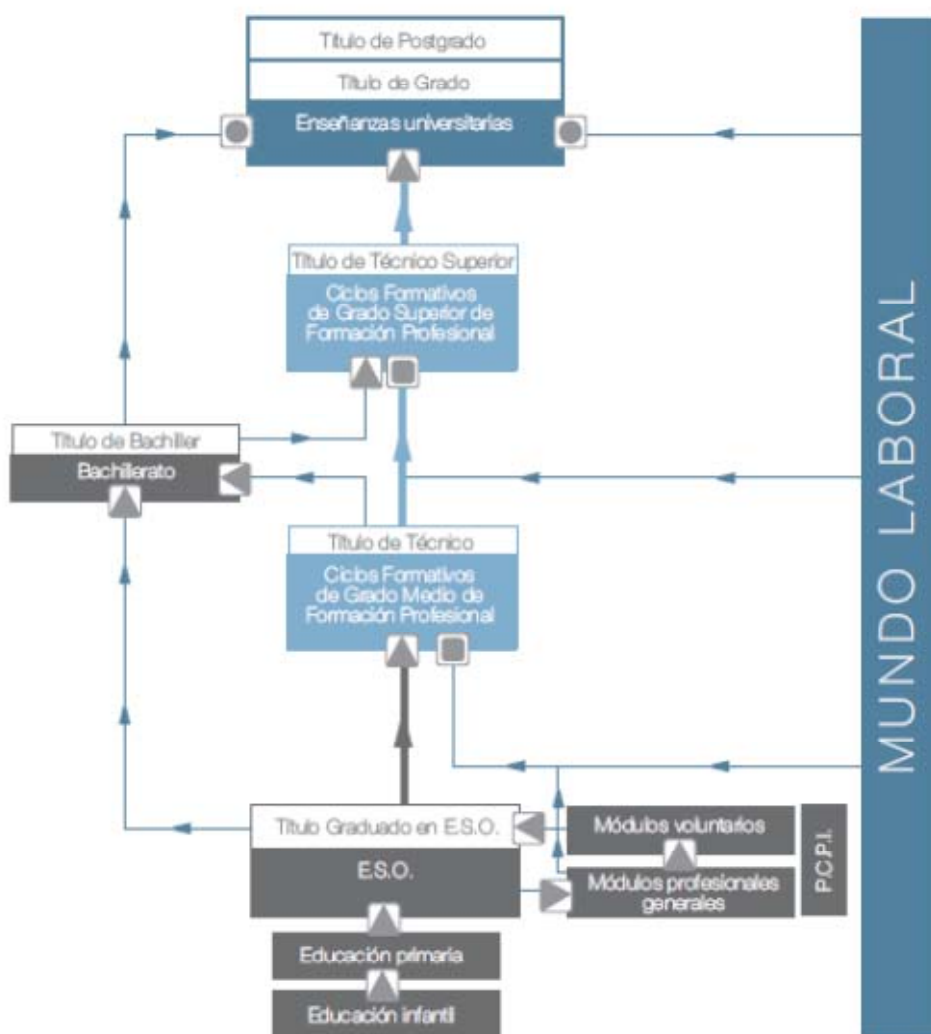 Título de Postgrado
Título de Grado
Enseñanzas universitarias
Título de Técnico Superior
Ciclos Formativos
de Grado Superior de
Formación Profesional
Título de Bachiller
Bachillerato
Título de Técnico
Ciclos Formativos
de Grado Medio de
Formación Profesional
Título Graduado en E.S.O.
E.S.O.
Módulos voluntarios
Módulos profesionales
generales
P.C.P.I.
Educación primaria
Educación infantil
MUNDO LABORAL